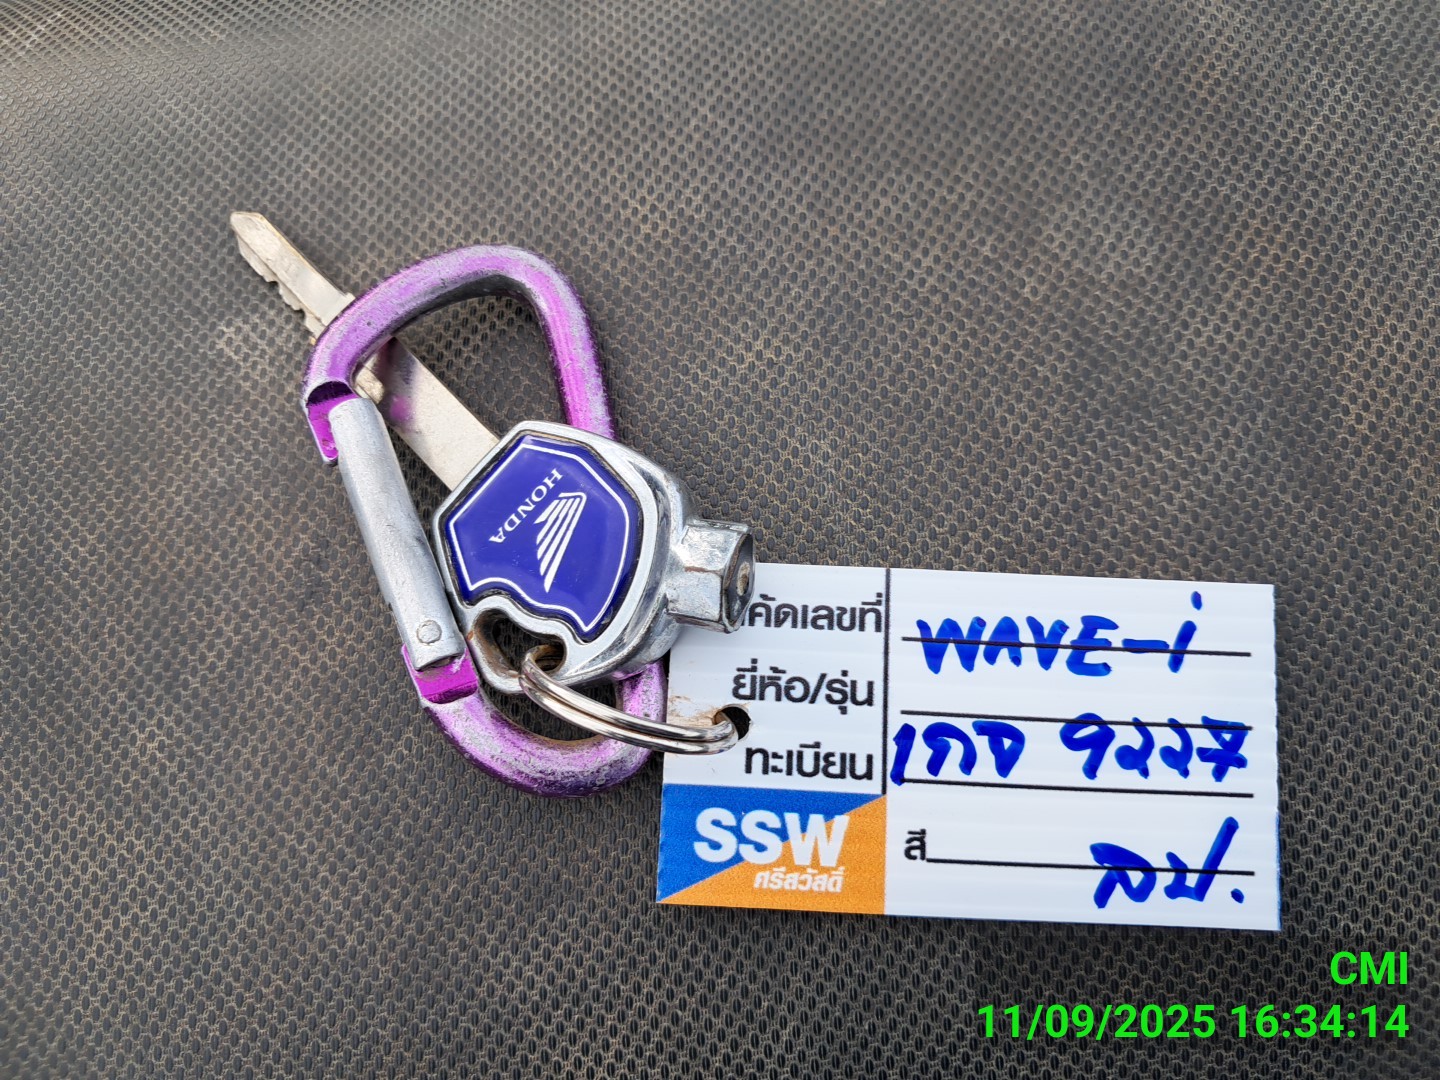 HONDA
โค้ดเลขที่
WAVE-i
ยี่ห้อ/รุ่น
ทะเบียน 1กจ 9227
SSW
ศรีสวัสดิ์
สี ลป.
CMI
11/09/2025 16:34:14